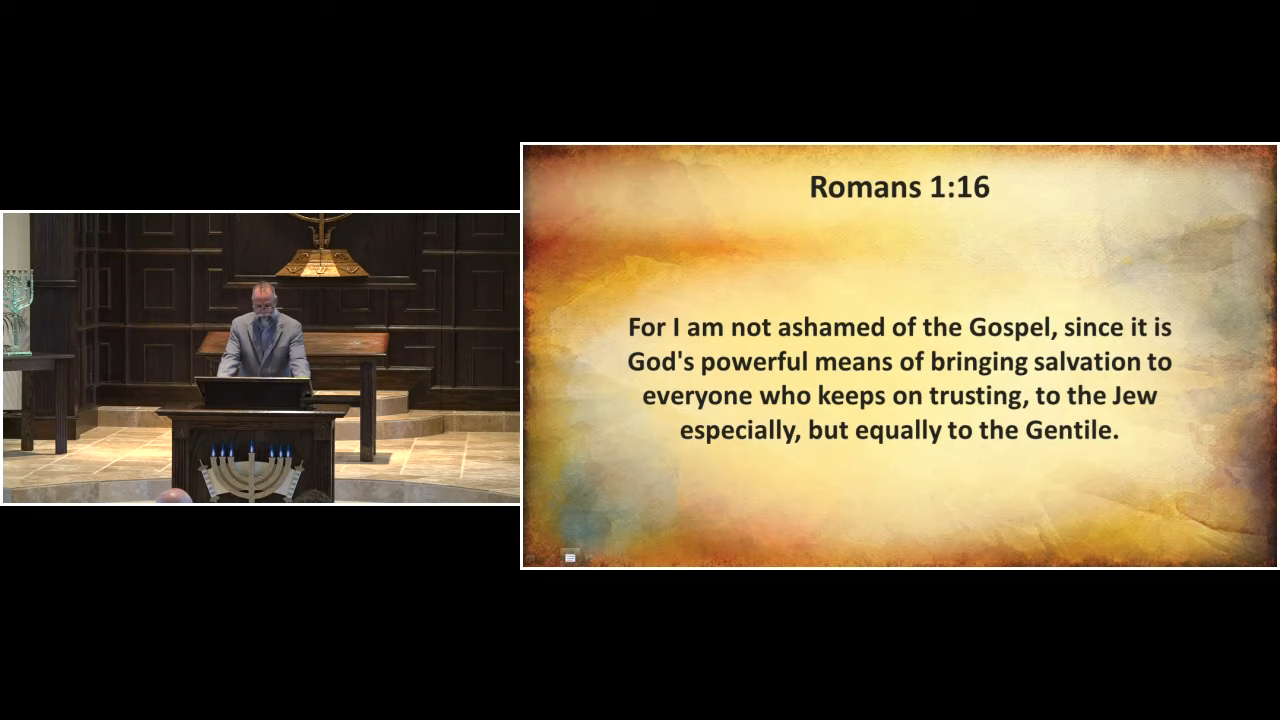 Romans 1:16
For I am not ashamed of the Gospel, since it is
God's powerful means of bringing salvation to
everyone who keeps on trusting, to the Jew
especially, but equally to the Gentile.